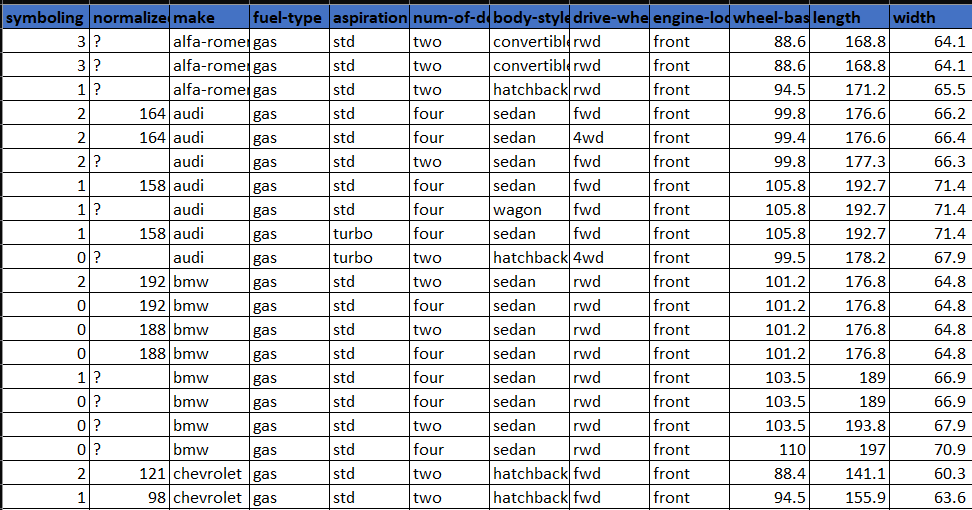 symboling normalized make fuel-type aspiration num-of-do body-style drive-whe engine-loc wheel-bas length width
3 ? alfa-romer gas std two convertible rwd front 88.6 168.8 64.1
3 ? alfa-romer gas std two convertible rwd front 88.6 168.8 64.1
1 ? alfa-romer gas std two hatchback rwd front 94.5 171.2 65.5
2 164 audi gas std four sedan fwd front 99.8 176.6 66.2
2 164 audi gas std four sedan 4wd front 99.4 176.6 66.4
2 ? audi gas std two sedan fwd front 99.8 177.3 66.3
1 158 audi gas std four sedan fwd front 105.8 192.7 71.4
1 ? audi gas std four wagon fwd front 105.8 192.7 71.4
1 158 audi gas turbo four sedan fwd front 105.8 192.7 71.4
0 ? audi gas turbo two hatchback 4wd front 99.5 178.2 67.9
2 192 bmw gas std two sedan rwd front 101.2 176.8 64.8
0 192 bmw gas std four sedan rwd front 101.2 176.8 64.8
0 188 bmw gas std two sedan rwd front 101.2 176.8 64.8
0 188 bmw gas std four sedan rwd front 101.2 176.8 64.8
1 ? bmw gas std four sedan rwd front 103.5 189 66.9
0 ? bmw gas std four sedan rwd front 103.5 189 66.9
0 ? bmw gas std two sedan rwd front 103.5 193.8 67.9
0 ? bmw gas std four sedan rwd front 110 197 70.9
2 121 chevrolet gas std two hatchback fwd front 88.4 141.1 60.3
1 98 chevrolet gas std two hatchback fwd front 94.5 155.9 63.6